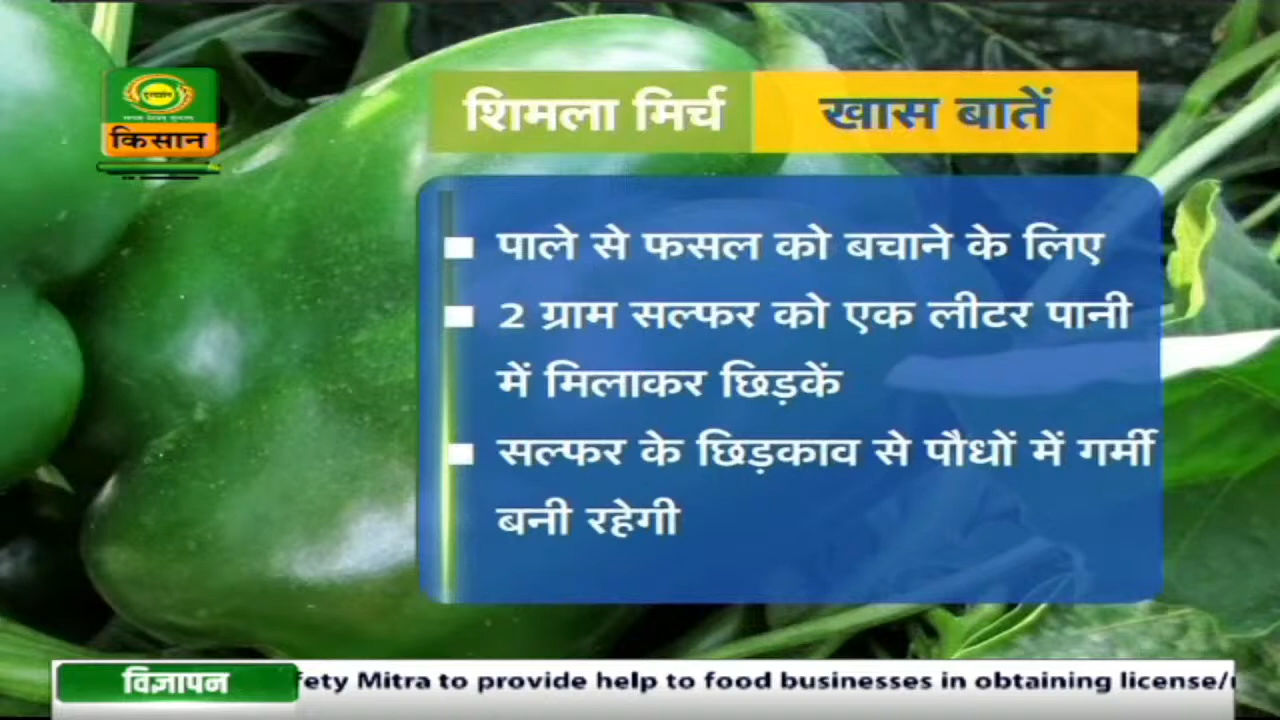 किसान
शिमला मिर्च खास बातें
पाले से फसल को बचाने के लिए
2 ग्राम सल्फर को एक लीटर पानी
में मिलाकर छिड़कें
सल्फर के छिड़काव से पौधों में गर्मी
बनी रहेगी
विज्ञापन fety Mitra to provide help to food businesses in obtaining license/